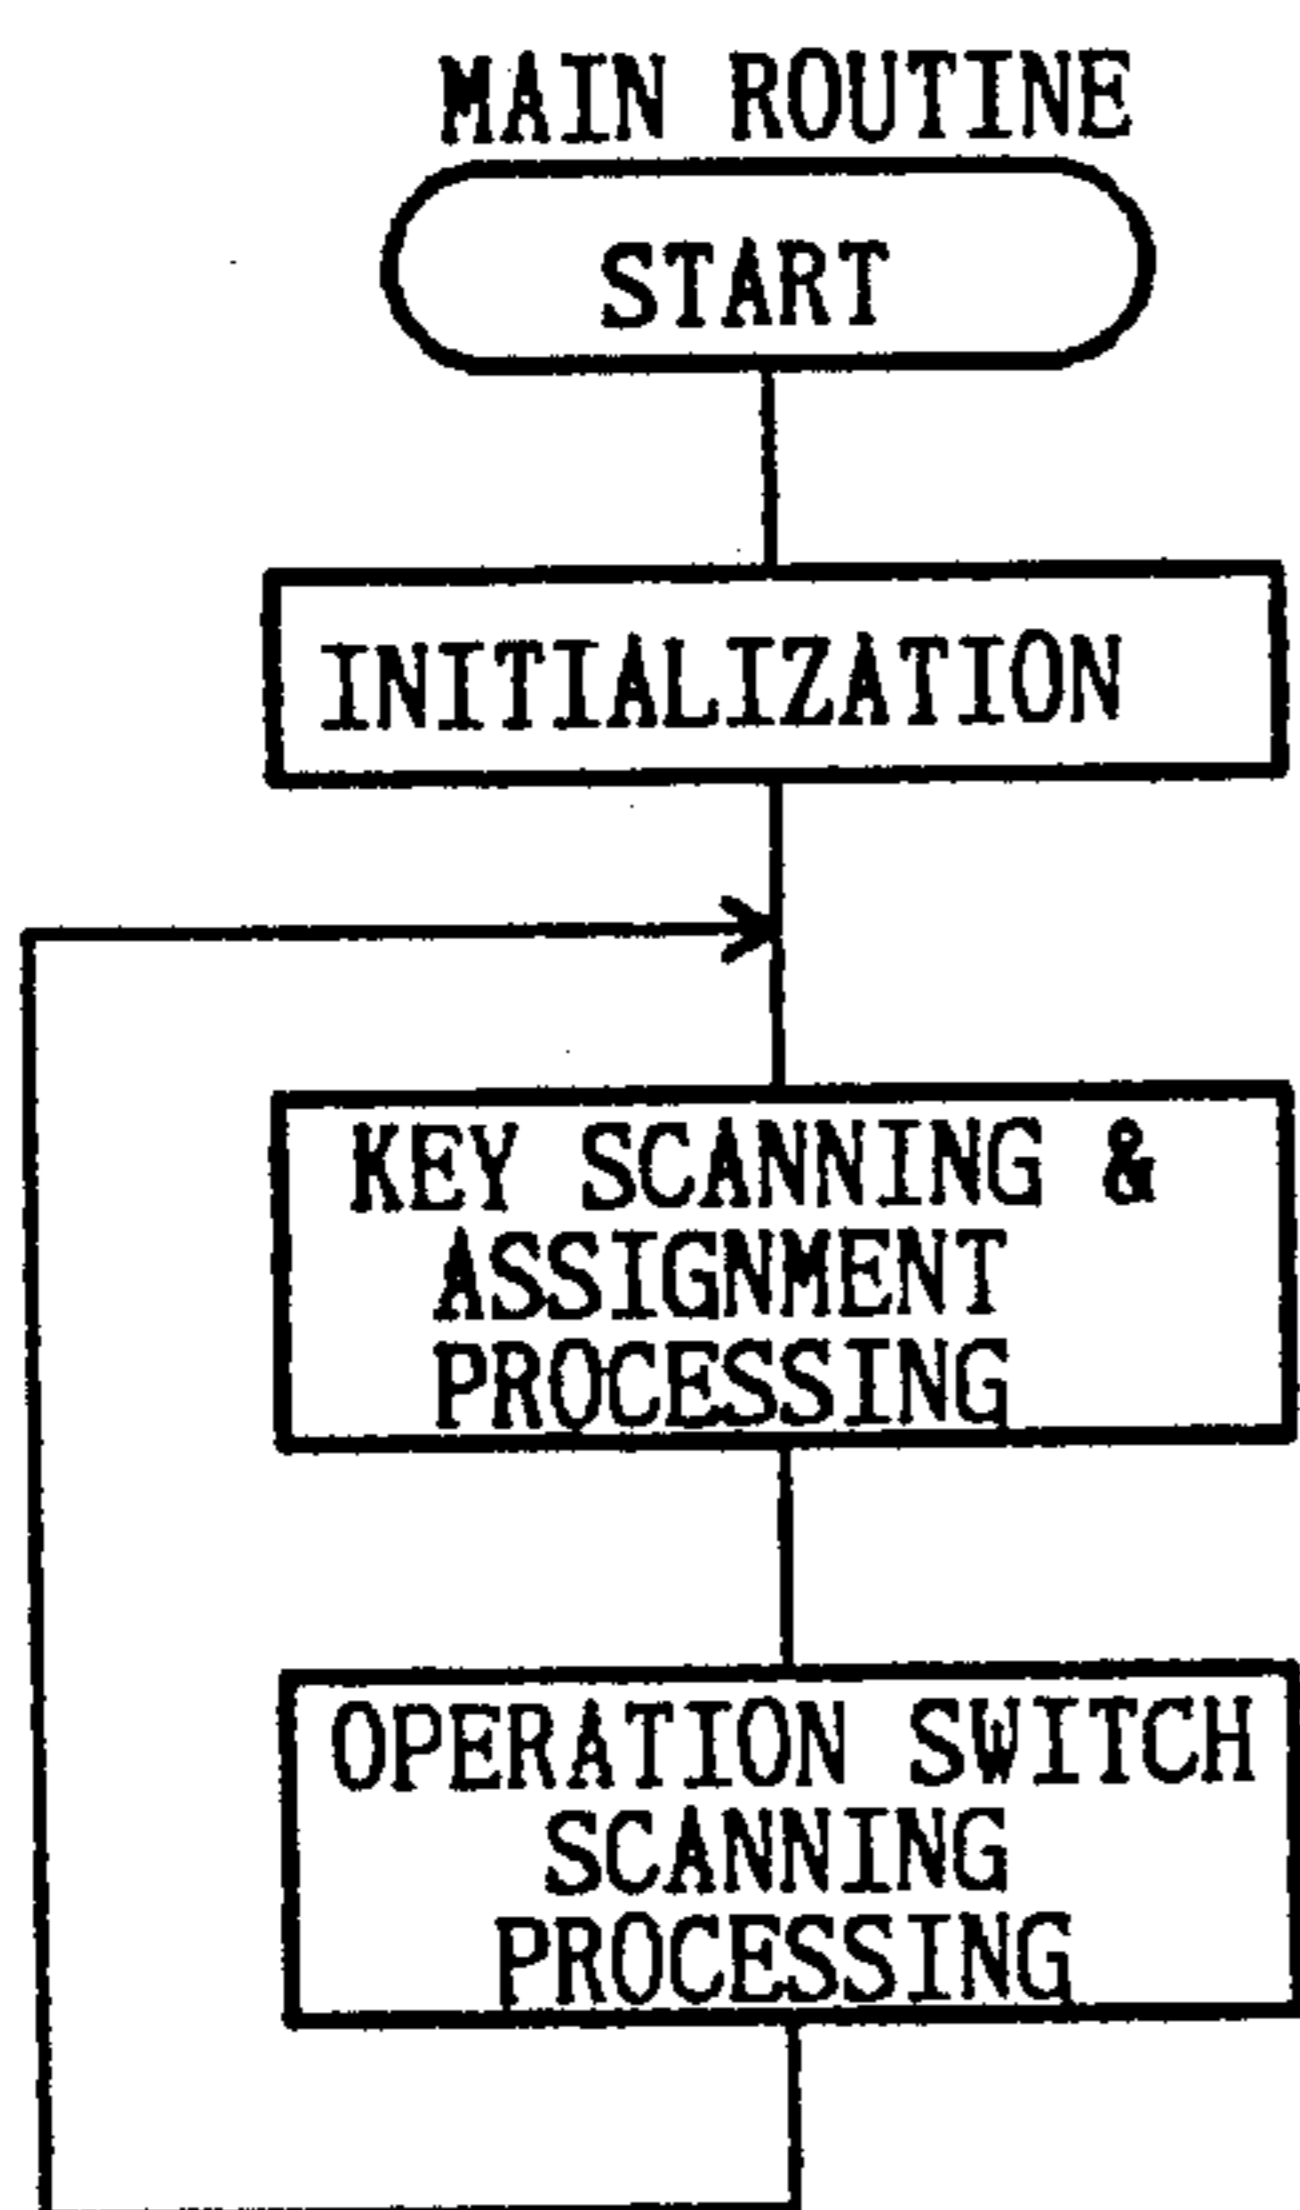 MAIN ROUTINE
START
INITIALIZATION
KEY SCANNING &
ASSIGNMENT
PROCESSING
OPERATION SWITCH
SCANNING
PROCESSING